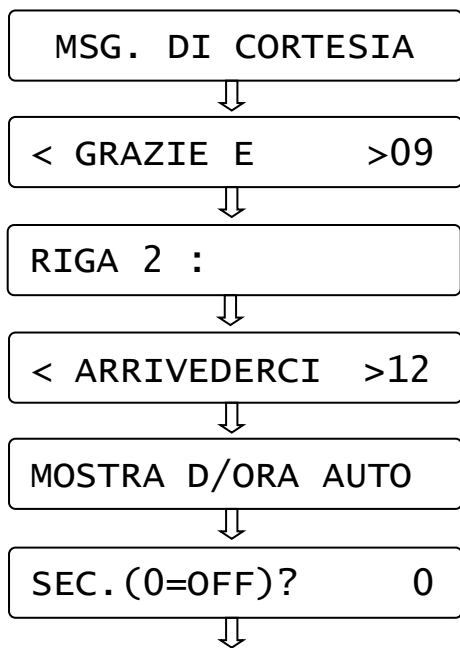 MSG. DI CORTESIA
< GRAZIE E >09
RIGA 2 :
< ARRIVEDERCI >12
MOSTRA D/ORA AUTO
SEC.(0=OFF)? 0